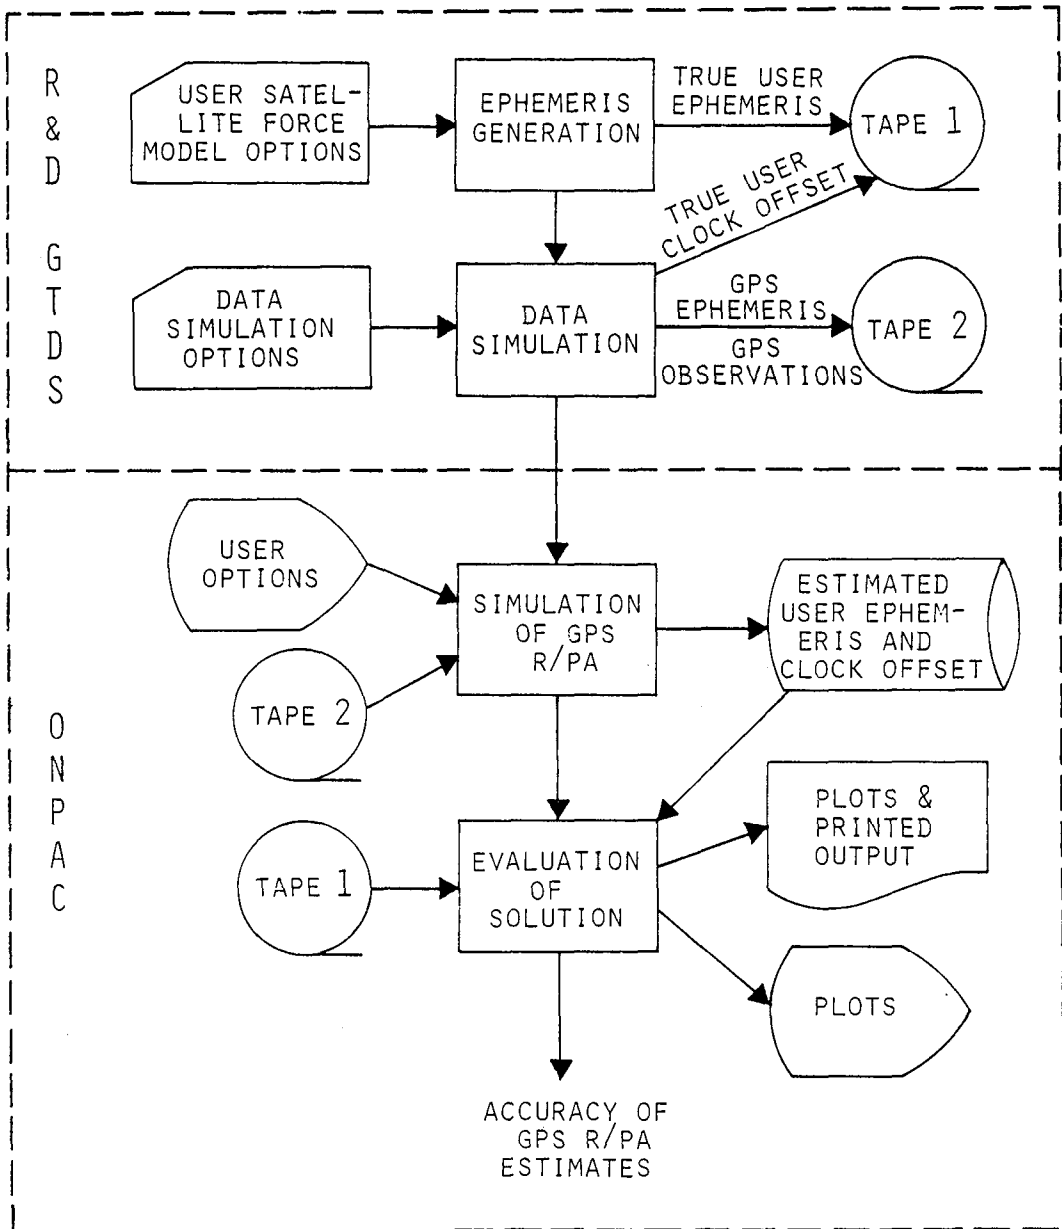 R&D GTDS
USER SATEL-
LITE FORCE
MODEL OPTIONS
EPHEMERIS
GENERATION
TRUE USER
EPHEMERIS
TAPE 1
TRUE USER
CLOCK OFFSET
DATA
SIMULATION
OPTIONS
DATA
SIMULATION
GPS
EPHEMERIS
GPS
OBSERVATIONS
TAPE 2
ONPAC
USER
OPTIONS
SIMULATION
OF GPS
R/PA
ESTIMATED
USER EPHEM-
ERIS AND
CLOCK OFFSET
TAPE 2
TAPE 1
EVALUATION
OF
SOLUTION
PLOTS &
PRINTED
OUTPUT
PLOTS
ACCURACY OF
GPS R/PA
ESTIMATES